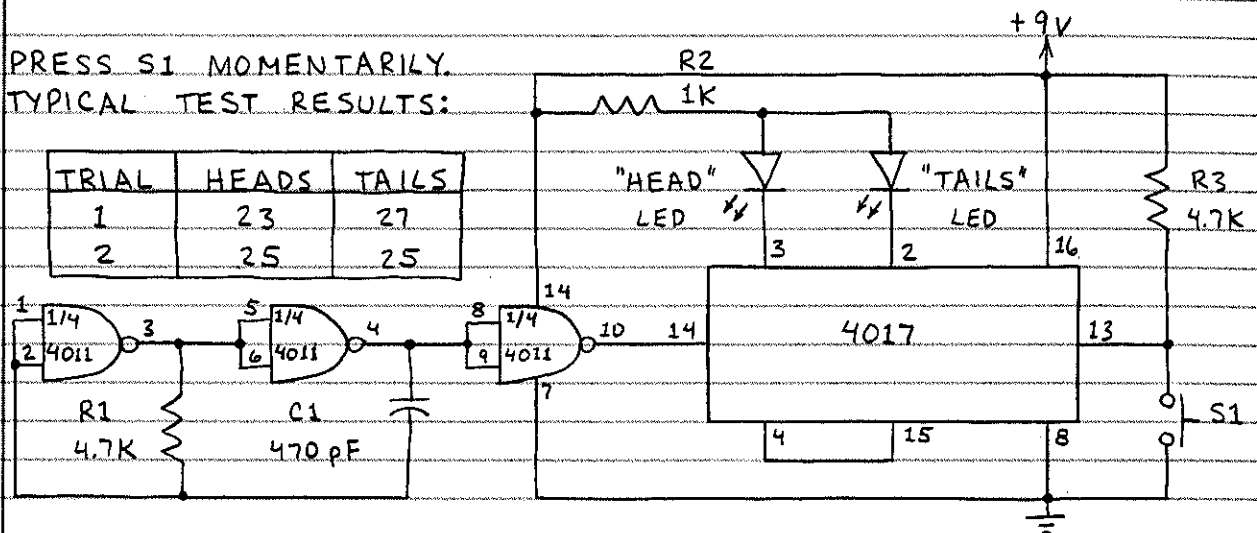 PRESS S1 MOMENTARILY.
TYPICAL TEST RESULTS:
TRIAL HEADS TAILS
1 23 27
2 25 25
+9V
R2
1K
"HEAD"
LED
"TAILS"
LED
R3
4.7K
3
2
16
14
1
2
1/4
4011
3
5
6
1/4
4011
4
8
9
1/4
4011
10
7
14
4017
13
R1
4.7K
C1
470pF
4
15
8
S1